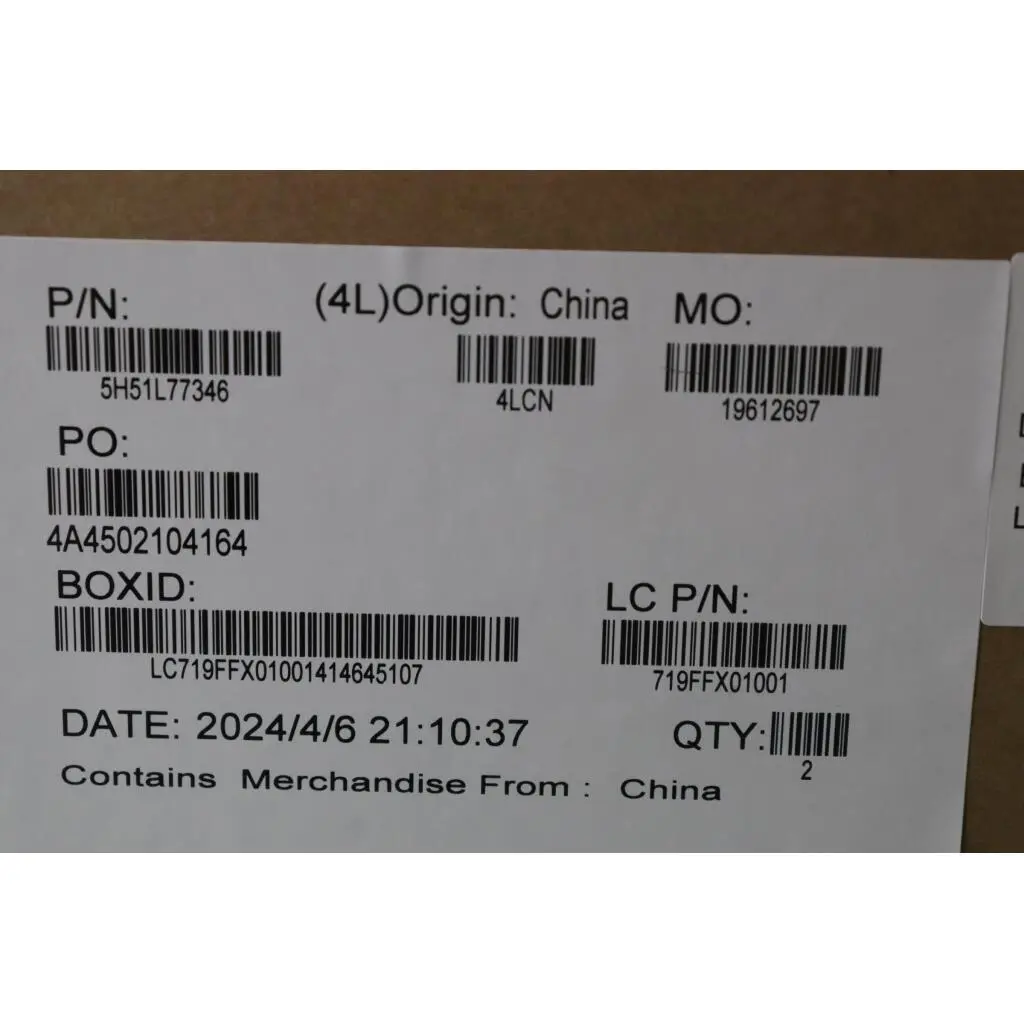 P/N: (4L)Origin: China MO:
5H51L77346 4LCN 19612697
PO:
4A4502104164
BOXID: LC P/N:
LC719FFX01001414645107 719FFX01001
DATE: 2024/4/6 21:10:37 QTY:
2
Contains Merchandise From : China